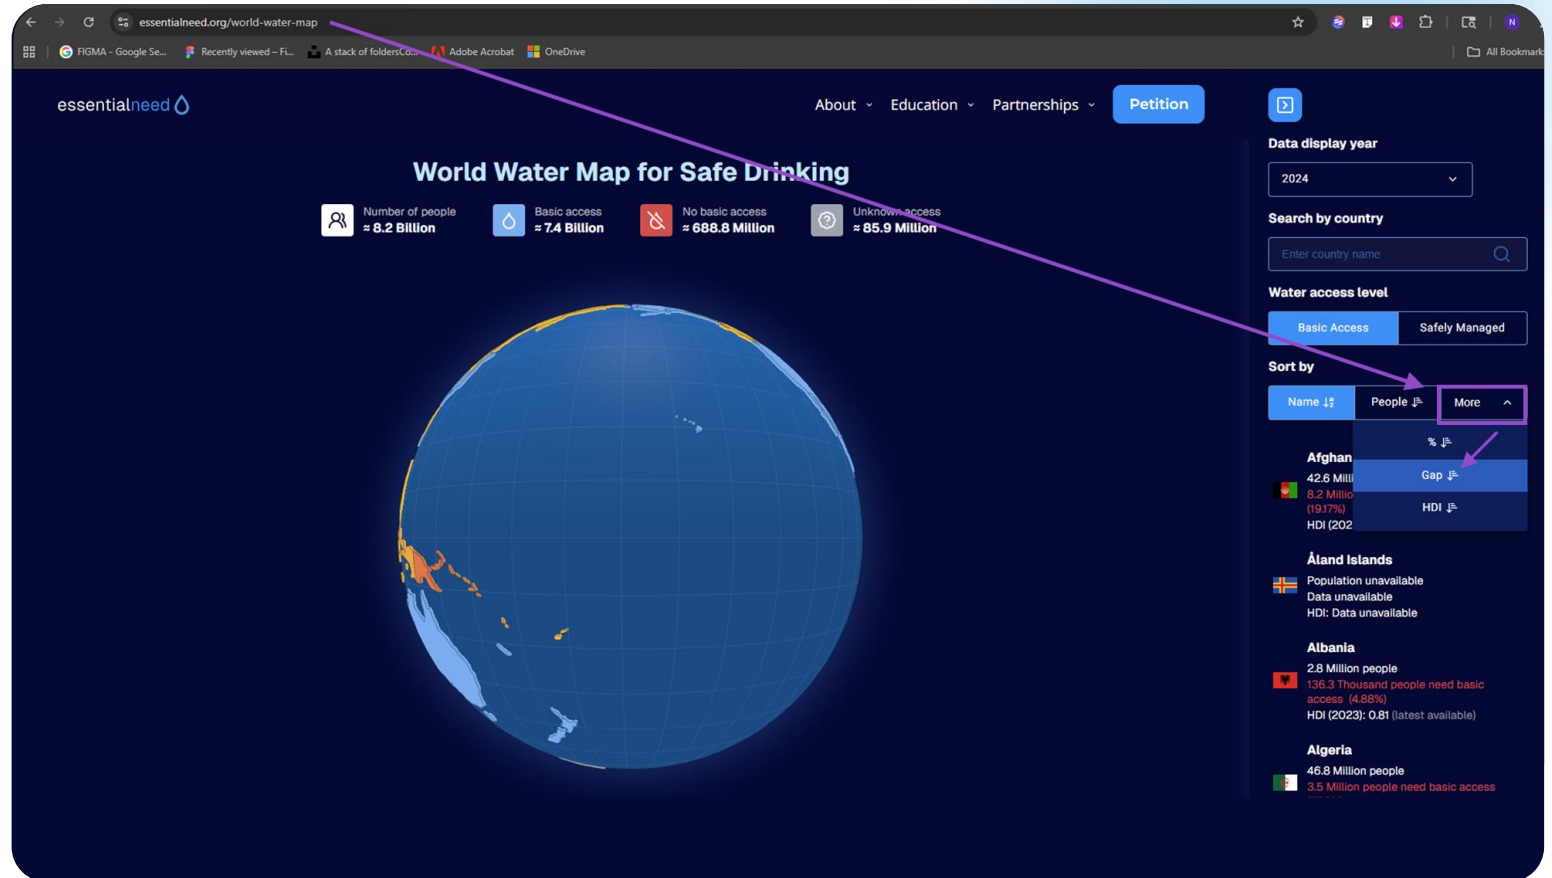 essentialneed.org/world-water-map
FIGMA - Google Se...
Recently viewed – Fi...
A stack of foldersCo...
Adobe Acrobat
OneDrive
All Bookmark
N
essentialneed
About
Education
Partnerships
Petition
World Water Map for Safe Drinking
Number of people
≈ 8.2 Billion
Basic access
≈ 7.4 Billion
No basic access
≈ 688.8 Million
Unknown access
≈ 85.9 Million
Data display year
2024
Search by country
Enter country name
Water access level
Basic Access
Safely Managed
Sort by
Name
People
More
%
Gap
HDI
Afghan
42.6 Milli
8.2 Millio
(19.17%)
HDI (202
Åland Islands
Population unavailable
Data unavailable
HDI: Data unavailable
Albania
2.8 Million people
136.3 Thousand people need basic
access (4.88%)
HDI (2023): 0.81 (latest available)
Algeria
46.8 Million people
3.5 Million people need basic access